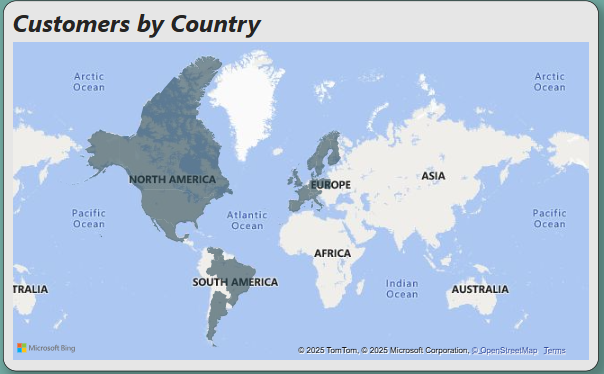 Customers by Country
Arctic
Ocean
Arctic
Ocean
NORTH AMERICA
EUROPE
ASIA
Pacific
Ocean
Atlantic
Ocean
Pacific
Ocean
AFRICA
SOUTH AMERICA
Indian
Ocean
TRALIA
AUSTRALIA
Microsoft Bing
© 2025 TomTom, © 2025 Microsoft Corporation, © OpenStreetMap Terms